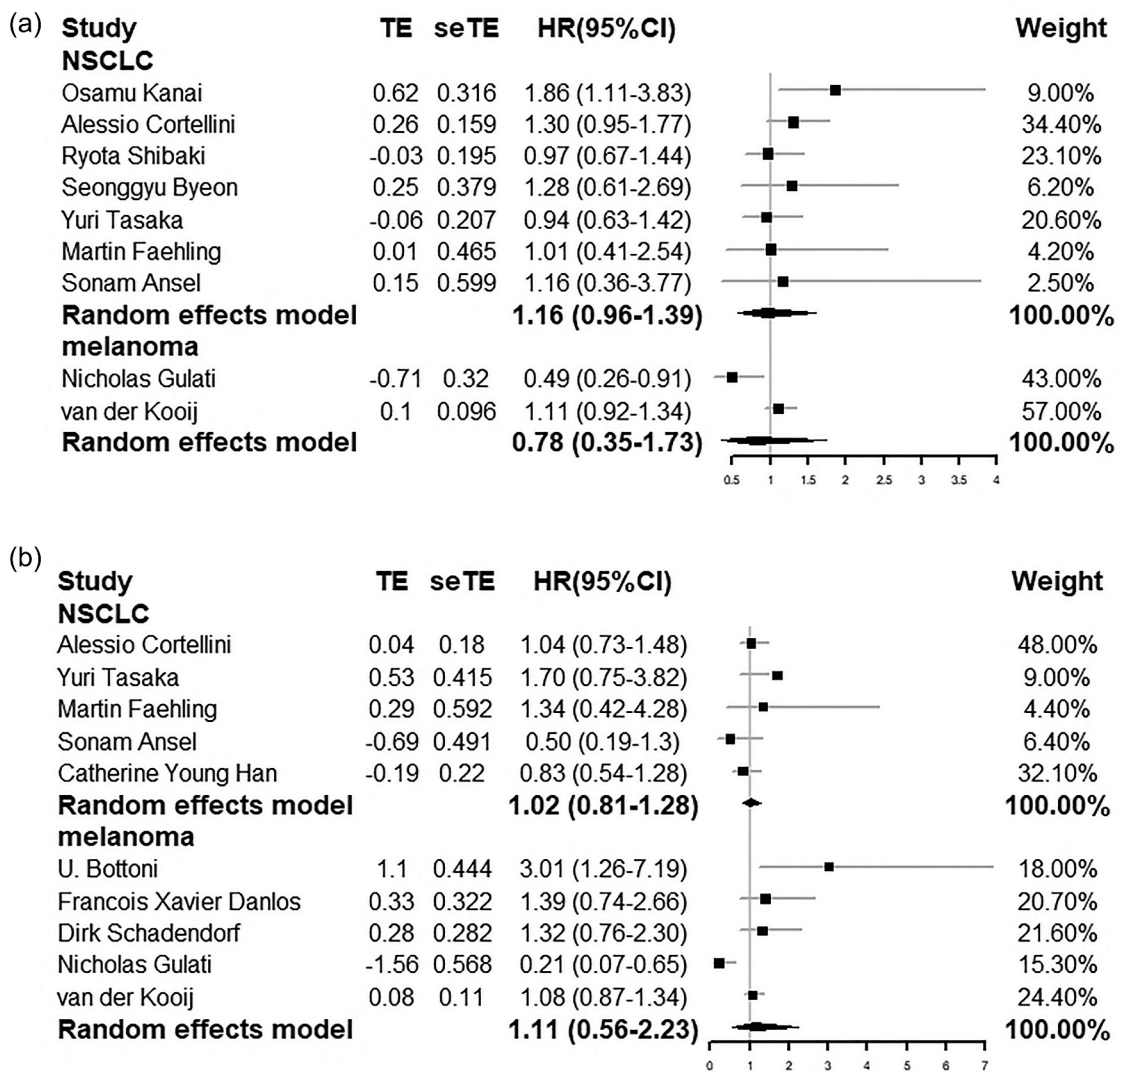 (a)
Study TE seTE HR(95%CI) Weight
NSCLC
Osamu Kanai 0.62 0.316 1.86 (1.11-3.83) 9.00%
Alessio Cortellini 0.26 0.159 1.30 (0.95-1.77) 34.40%
Ryota Shibaki -0.03 0.195 0.97 (0.67-1.44) 23.10%
Seonggyu Byeon 0.25 0.379 1.28 (0.61-2.69) 6.20%
Yuri Tasaka -0.06 0.207 0.94 (0.63-1.42) 20.60%
Martin Faehling 0.01 0.465 1.01 (0.41-2.54) 4.20%
Sonam Ansel 0.15 0.599 1.16 (0.36-3.77) 2.50%
Random effects model 1.16 (0.96-1.39) 100.00%
melanoma
Nicholas Gulati -0.71 0.32 0.49 (0.26-0.91) 43.00%
van der Kooij 0.1 0.096 1.11 (0.92-1.34) 57.00%
Random effects model 0.78 (0.35-1.73) 100.00%
0.5 1 1.5 2 2.5 3 3.5 4
(b)
Study TE seTE HR(95%CI) Weight
NSCLC
Alessio Cortellini 0.04 0.18 1.04 (0.73-1.48) 48.00%
Yuri Tasaka 0.53 0.415 1.70 (0.75-3.82) 9.00%
Martin Faehling 0.29 0.592 1.34 (0.42-4.28) 4.40%
Sonam Ansel -0.69 0.491 0.50 (0.19-1.3) 6.40%
Catherine Young Han -0.19 0.22 0.83 (0.54-1.28) 32.10%
Random effects model 1.02 (0.81-1.28) 100.00%
melanoma
U. Bottoni 1.1 0.444 3.01 (1.26-7.19) 18.00%
Francois Xavier Danlos 0.33 0.322 1.39 (0.74-2.66) 20.70%
Dirk Schadendorf 0.28 0.282 1.32 (0.76-2.30) 21.60%
Nicholas Gulati -1.56 0.568 0.21 (0.07-0.65) 15.30%
van der Kooij 0.08 0.11 1.08 (0.87-1.34) 24.40%
Random effects model 1.11 (0.56-2.23) 100.00%
0 1 2 3 4 5 6 7